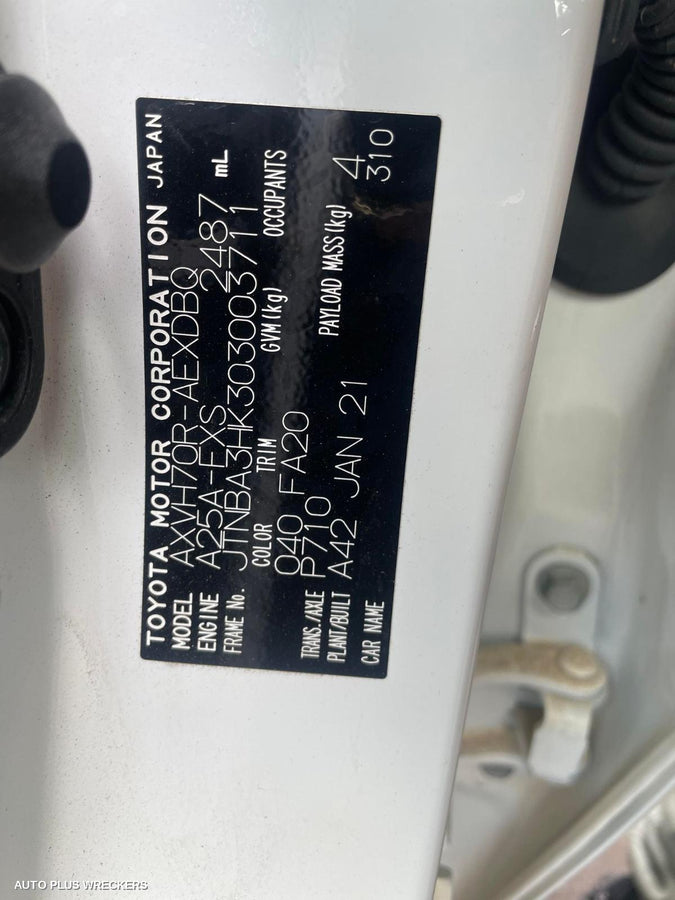 TOYOTA MOTOR CORPORATION JAPAN
MODEL AXVH70R-AEXDBQ
ENGINE A25A-EXS 2487 mL
FRAME No. JTNBA3HK303003711
COLOR TRIM GVM(kg) OCCUPANTS
040 FA20 4
TRANS./AXLE P710 PAYLOAD MASS(kg) 310
PLANT/BUILT A42 JAN 21
CAR NAME
AUTO PLUS WRECKERS